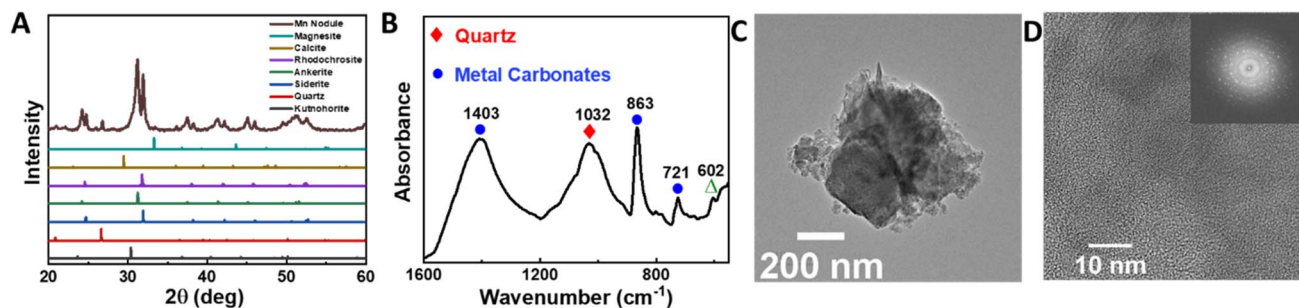 A
Intensity
Mn Nodule
Magnesite
Calcite
Rhodochrosite
Ankerite
Siderite
Quartz
Kutnohorite
20 30 40 50 60
2θ (deg)
B
Absorbance
Quartz
Metal Carbonates
1403
1032
863
721
602
Δ
1600 1200 800
Wavenumber (cm⁻¹)
C
200 nm
D
10 nm